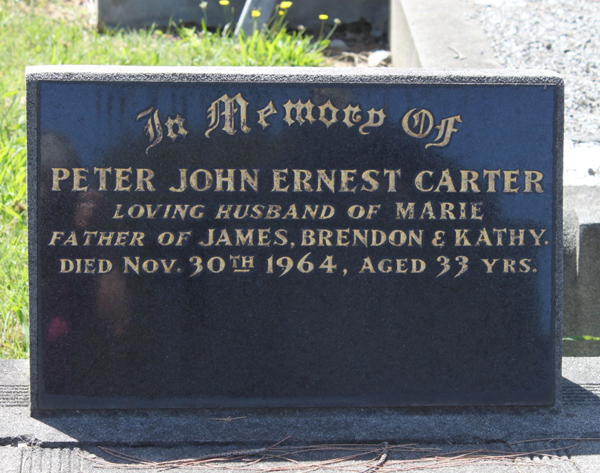 In Memory Of
PETER JOHN ERNEST CARTER
LOVING HUSBAND OF MARIE
FATHER OF JAMES, BRENDON & KATHY.
DIED NOV. 30TH 1964, AGED 33 YRS.